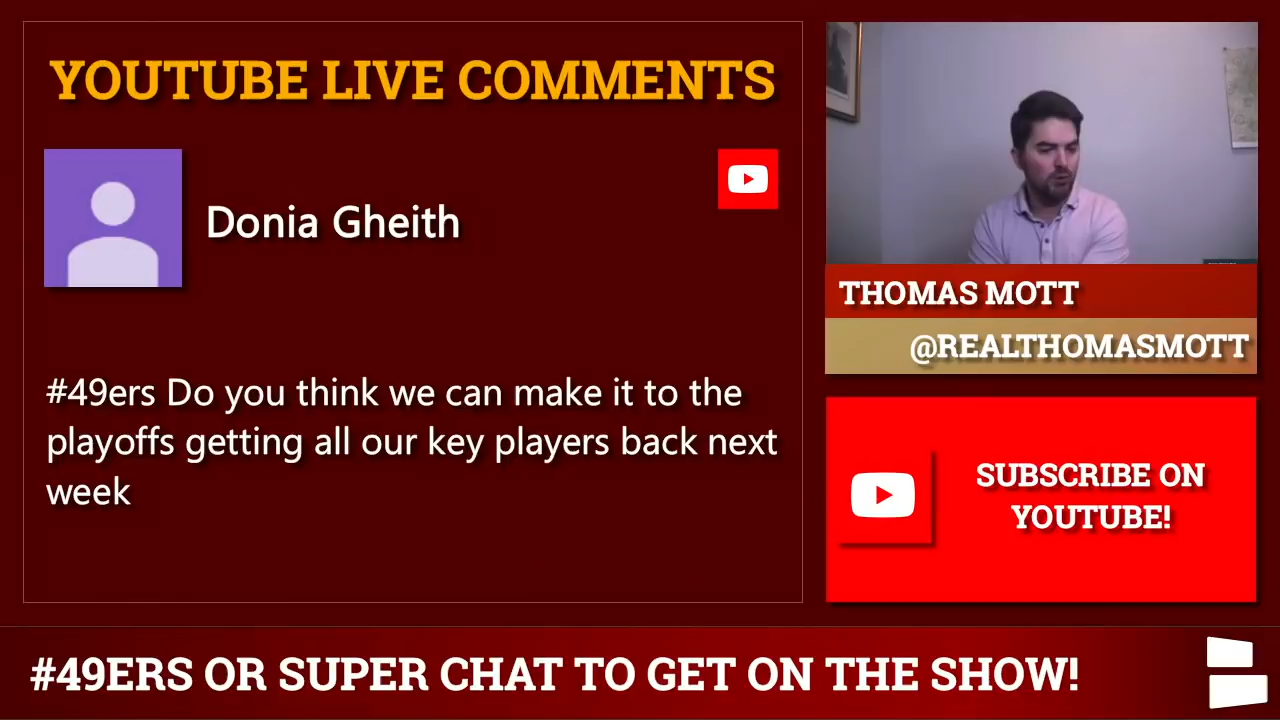 YOUTUBE LIVE COMMENTS
Donia Gheith
#49ers Do you think we can make it to the
playoffs getting all our key players back next
week
THOMAS MOTT
@REALTHOMASMOTT
SUBSCRIBE ON
YOUTUBE!
#49ERS OR SUPER CHAT TO GET ON THE SHOW!